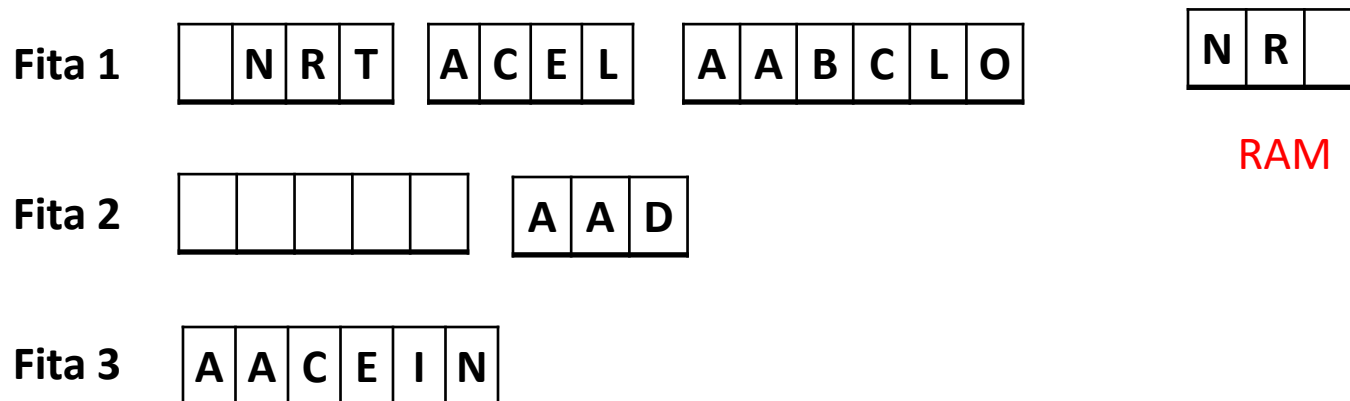 Fita 1 N R T A C E L A A B C L O N R
RAM
Fita 2 A A D
Fita 3 A A C E I N